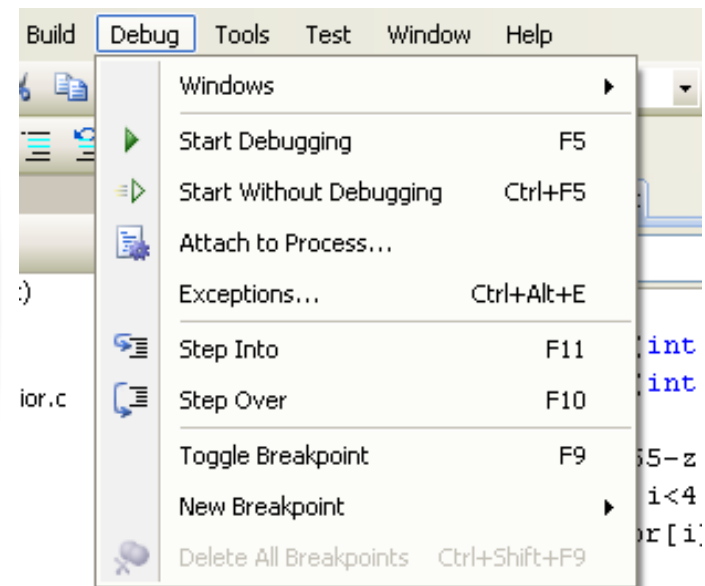 Build Debug Tools Test Window Help
Windows
Start Debugging F5
Start Without Debugging Ctrl+F5
Attach to Process...
Exceptions... Ctrl+Alt+E
:)
Step Into F11 int
Step Over F10 int
ior.c
Toggle Breakpoint F9 55-z
New Breakpoint i<4
or[i]
Delete All Breakpoints Ctrl+Shift+F9